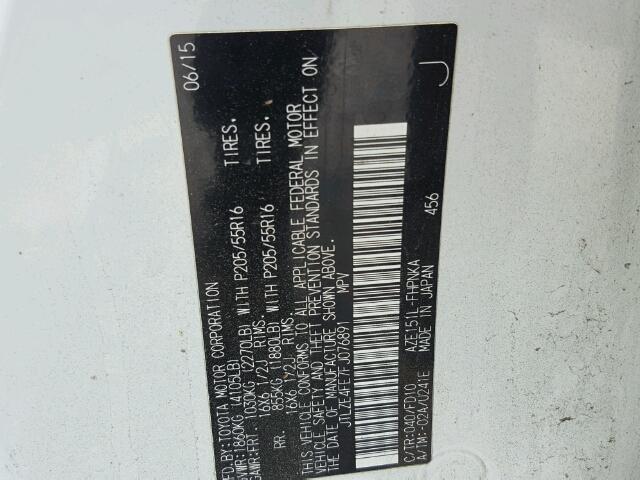 MFD.BY:TOYOTA MOTOR CORPORATION 06/15
GVWR:1860KG (4105LB)
GAWR:FRT. 1030KG (2270LB) WITH P205/55R16 TIRES.
16X6 1/2J RIMS.
RR. 855KG (1880LB) WITH P205/55R16 TIRES.
16X6 1/2J RIMS.
THIS VEHICLE CONFORMS TO ALL APPLICABLE FEDERAL MOTOR
VEHICLE SAFETY AND THEFT PREVENTION STANDARDS IN EFFECT ON
THE DATE OF MANUFACTURE SHOWN ABOVE.
JTLZE4FE7FJ076891 MPV
C/TR:040/FD10 AZE151L-FHPNKA 456 J
A/TM:-02A/U241E MADE IN JAPAN